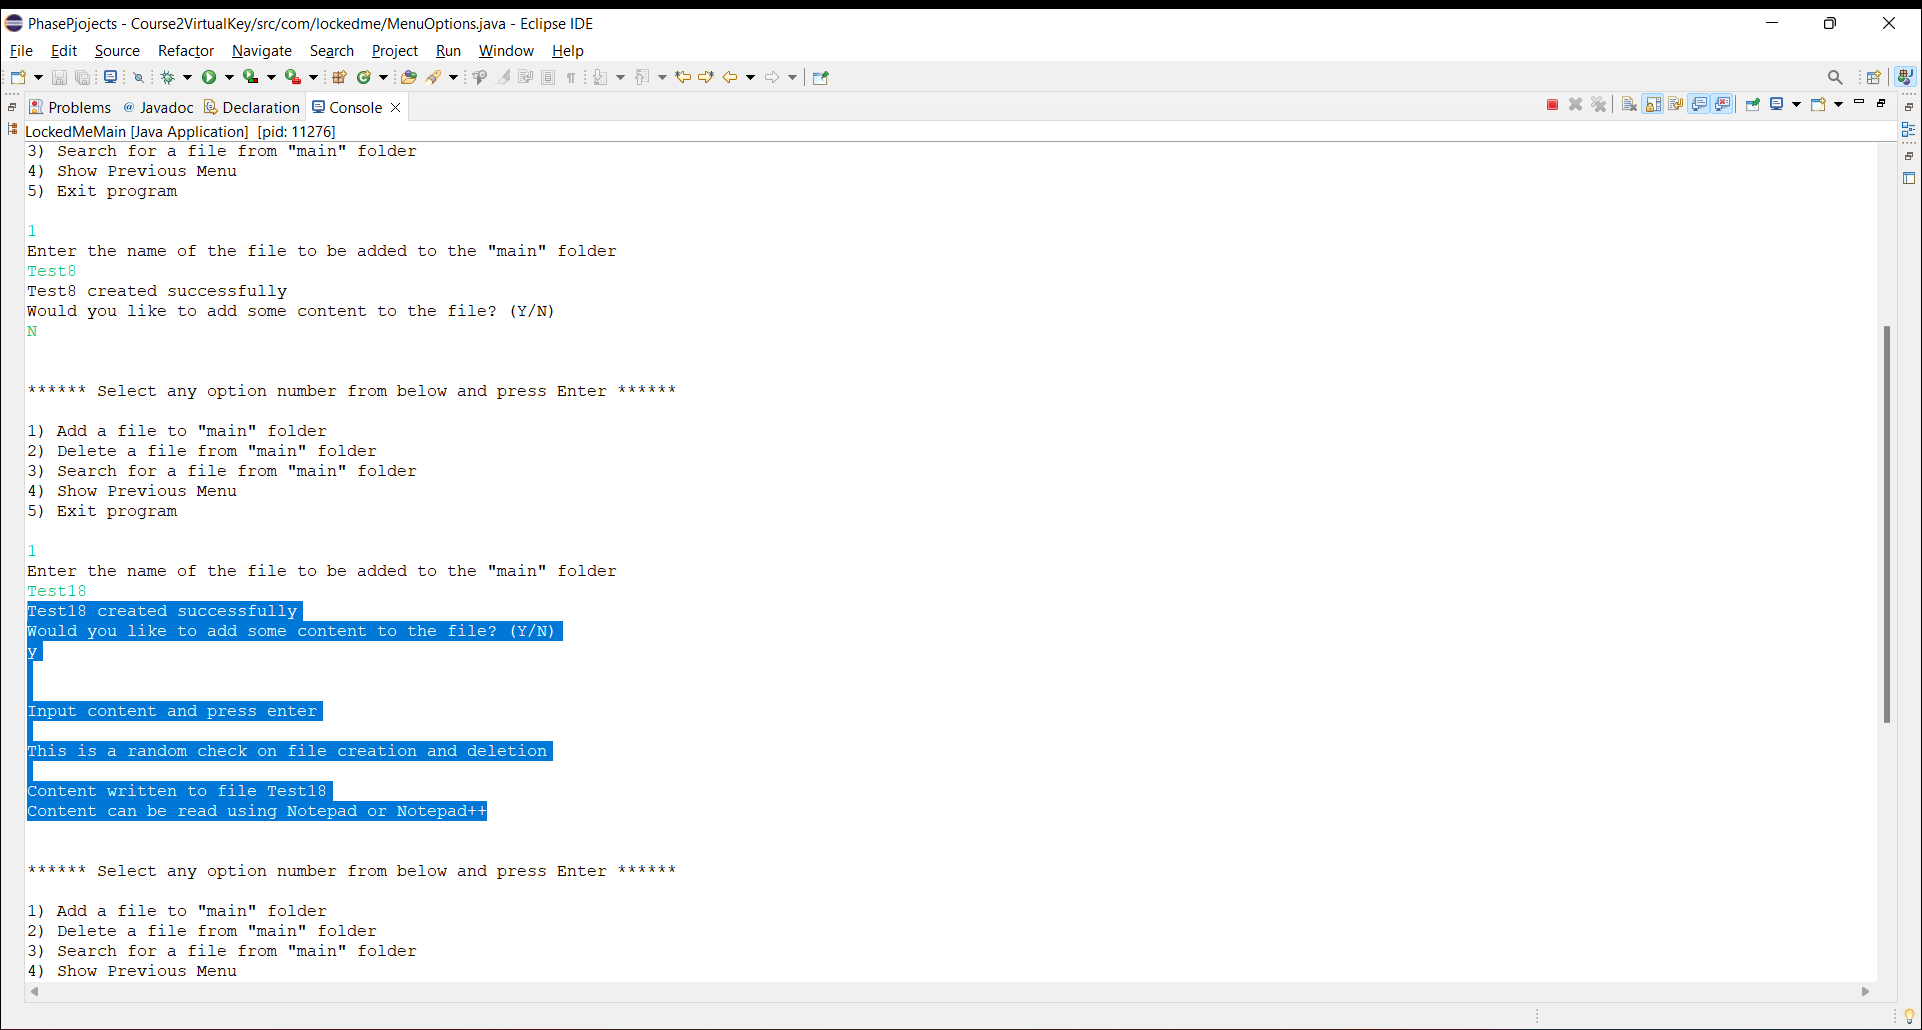 PhasePjojects - Course2VirtualKey/src/com/lockedme/MenuOptions.java - Eclipse IDE
File Edit Source Refactor Navigate Search Project Run Window Help
Problems Javadoc Declaration Console
LockedMeMain [Java Application] [pid: 11276]
3) Search for a file from "main" folder
4) Show Previous Menu
5) Exit program
1
Enter the name of the file to be added to the "main" folder
Test8
Test8 created successfully
Would you like to add some content to the file? (Y/N)
N
****** Select any option number from below and press Enter ******
1) Add a file to "main" folder
2) Delete a file from "main" folder
3) Search for a file from "main" folder
4) Show Previous Menu
5) Exit program
1
Enter the name of the file to be added to the "main" folder
Test18
Test18 created successfully
Would you like to add some content to the file? (Y/N)
y
Input content and press enter
This is a random check on file creation and deletion
Content written to file Test18
Content can be read using Notepad or Notepad++
****** Select any option number from below and press Enter ******
1) Add a file to "main" folder
2) Delete a file from "main" folder
3) Search for a file from "main" folder
4) Show Previous Menu